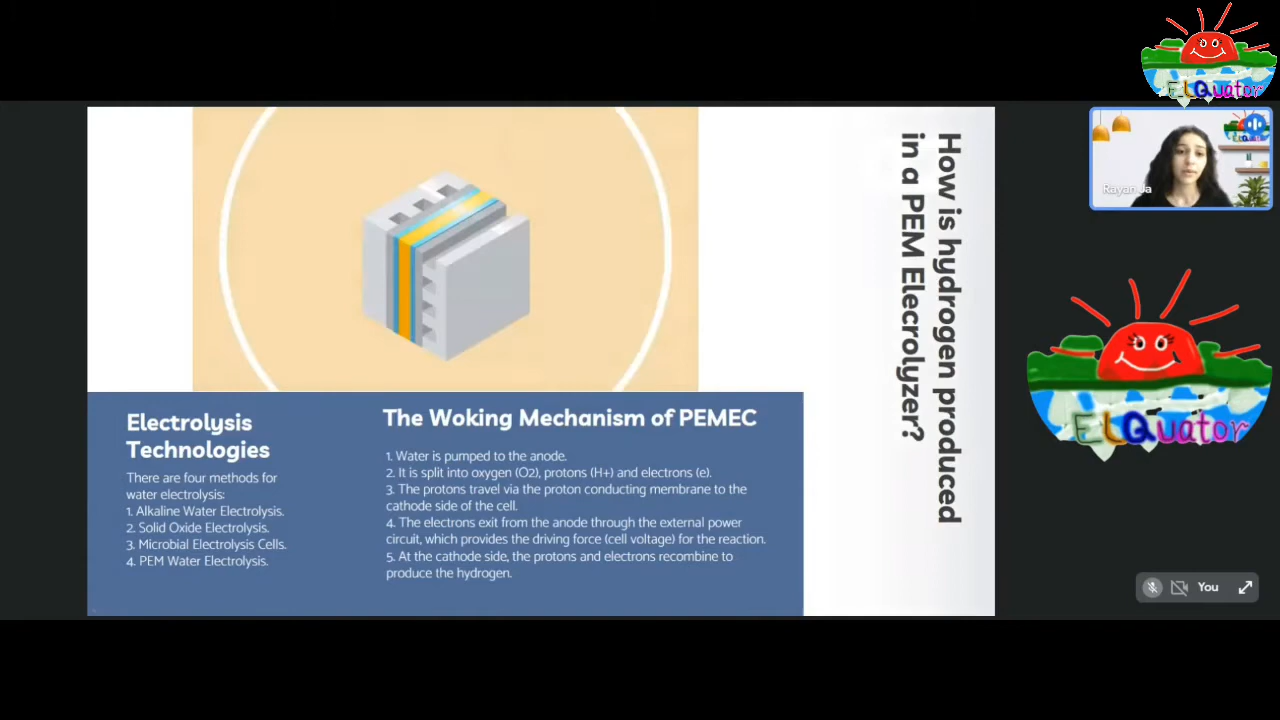 ELQuator
How is hydrogen produced
in a PEM Elecrolyzer?
Rayan Ja
ELQuator
Electrolysis
Technologies
There are four methods for
water electrolysis:
1. Alkaline Water Electrolysis.
2. Solid Oxide Electrolysis.
3. Microbial Electrolysis Cells.
4. PEM Water Electrolysis.
The Woking Mechanism of PEMEC
1. Water is pumped to the anode.
2. It is split into oxygen (O2), protons (H+) and electrons (e).
3. The protons travel via the proton conducting membrane to the
cathode side of the cell.
4. The electrons exit from the anode through the external power
circuit, which provides the driving force (cell voltage) for the reaction.
5. At the cathode side, the protons and electrons recombine to
produce the hydrogen.
You